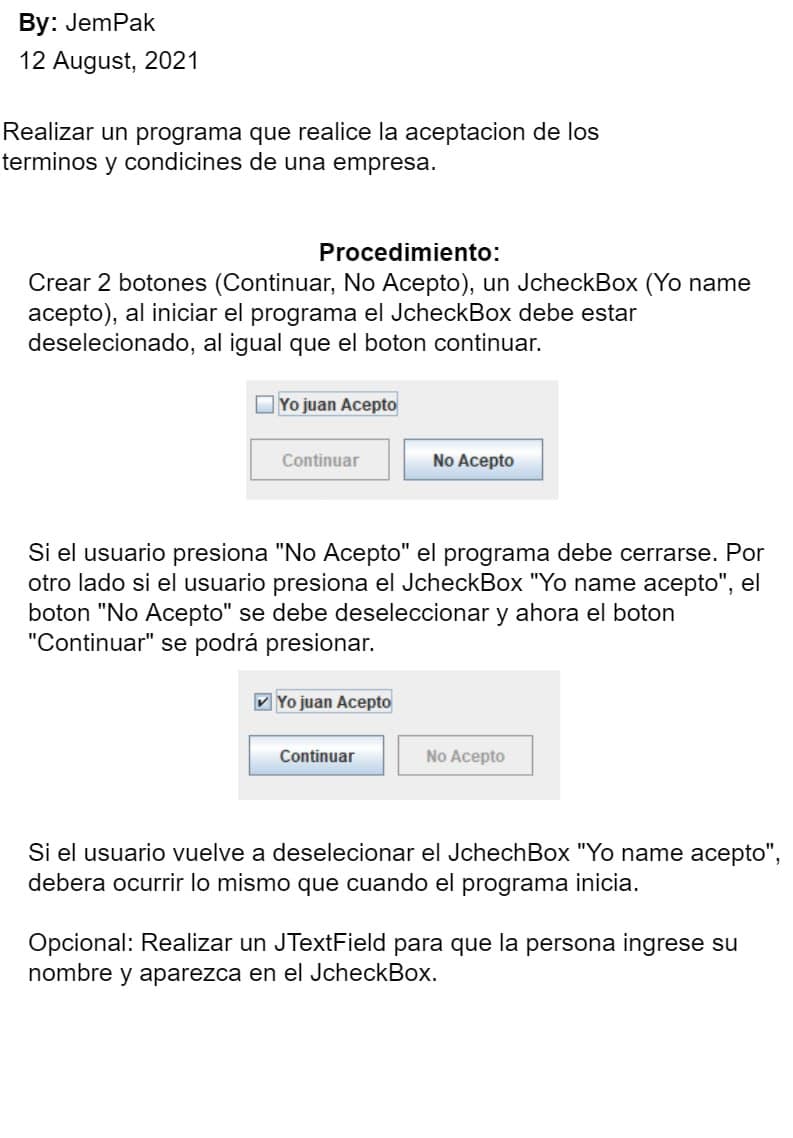 By: JemPak
12 August, 2021
Realizar un programa que realice la aceptacion de los
terminos y condicines de una empresa.
Procedimiento:
Crear 2 botones (Continuar, No Acepto), un JcheckBox (Yo name
acepto), al iniciar el programa el JcheckBox debe estar
deselecionado, al igual que el boton continuar.
Yo juan Acepto
Continuar No Acepto
Si el usuario presiona "No Acepto" el programa debe cerrarse. Por
otro lado si el usuario presiona el JcheckBox "Yo name acepto", el
boton "No Acepto" se debe deseleccionar y ahora el boton
"Continuar" se podrá presionar.
Yo juan Acepto
Continuar No Acepto
Si el usuario vuelve a deselecionar el JchechBox "Yo name acepto",
debera ocurrir lo mismo que cuando el programa inicia.
Opcional: Realizar un JTextField para que la persona ingrese su
nombre y aparezca en el JcheckBox.